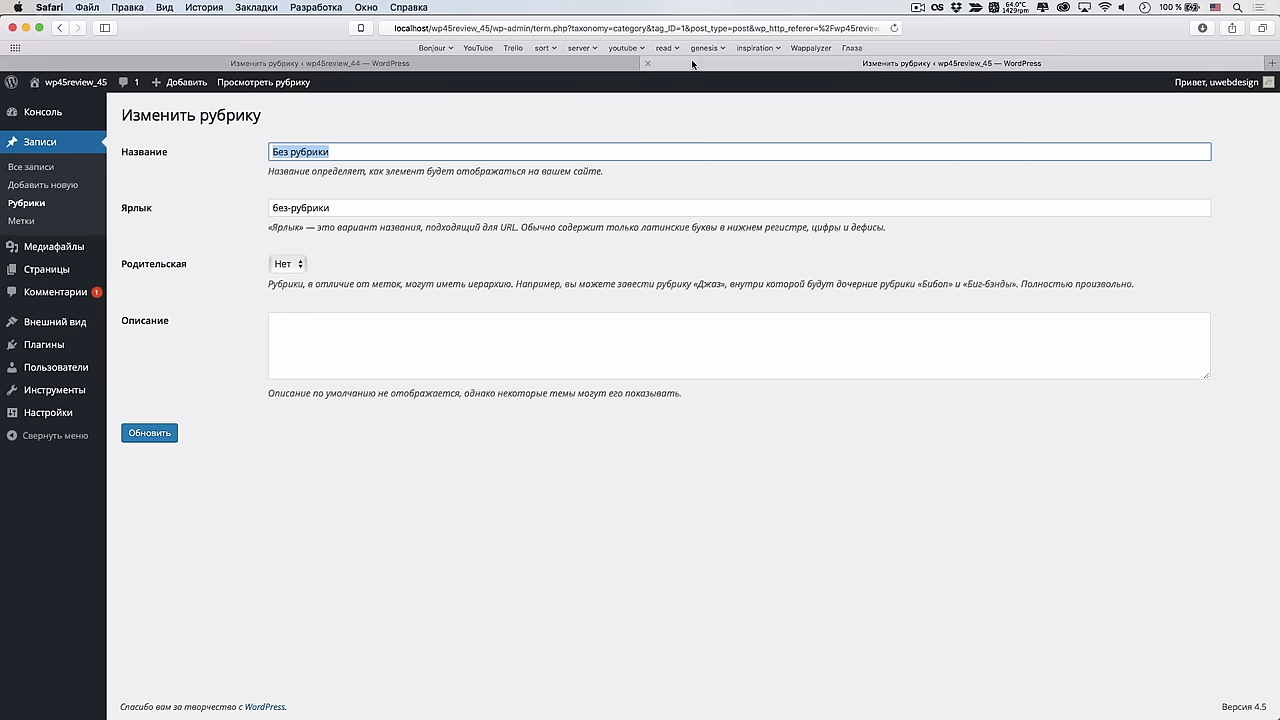 Safari Файл Правка Вид История Закладки Разработка Окно Справка
64.0°C 1429rpm 100 %
localhost/wp45review_45/wp-admin/term.php?taxonomy=category&tag_ID=1&post_type=post&wp_http_referer=%2Fwp45review_
Bonjour YouTube Trello sort server youtube read genesis inspiration Wappalyzer Глаза
Изменить рубрику ‹ wp45review_44 — WordPress
Изменить рубрику ‹ wp45review_45 — WordPress
wp45review_45 1 Добавить Просмотреть рубрику Привет, uwebdesign
Консоль
Записи
Все записи
Добавить новую
Рубрики
Метки
Медиафайлы
Страницы
Комментарии 1
Внешний вид
Плагины
Пользователи
Инструменты
Настройки
Свернуть меню
Изменить рубрику
Название
Без рубрики
Название определяет, как элемент будет отображаться на вашем сайте.
Ярлык
без-рубрики
«Ярлык» — это вариант названия, подходящий для URL. Обычно содержит только латинские буквы в нижнем регистре, цифры и дефисы.
Родительская
Нет
Рубрики, в отличие от меток, могут иметь иерархию. Например, вы можете завести рубрику «Джаз», внутри которой будут дочерние рубрики «Бибоп» и «Биг-бэнды». Полностью произвольно.
Описание
Описание по умолчанию не отображается, однако некоторые темы могут его показывать.
Обновить
Спасибо вам за творчество с WordPress.
Версия 4.5